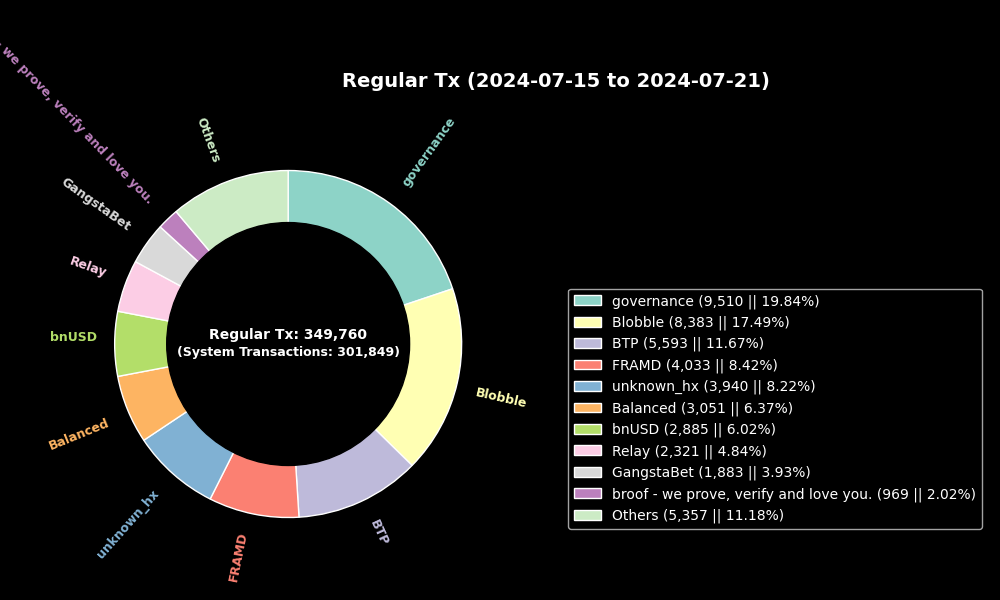 Regular Tx (2024-07-15 to 2024-07-21)
we prove, verify and love you.
Others
governance
GangstaBet
Relay
bnUSD
Balanced
unknown_hx
FRAMD
BTP
Blobble
Regular Tx: 349,760
(System Transactions: 301,849)
governance (9,510 || 19.84%)
Blobble (8,383 || 17.49%)
BTP (5,593 || 11.67%)
FRAMD (4,033 || 8.42%)
unknown_hx (3,940 || 8.22%)
Balanced (3,051 || 6.37%)
bnUSD (2,885 || 6.02%)
Relay (2,321 || 4.84%)
GangstaBet (1,883 || 3.93%)
broof - we prove, verify and love you. (969 || 2.02%)
Others (5,357 || 11.18%)